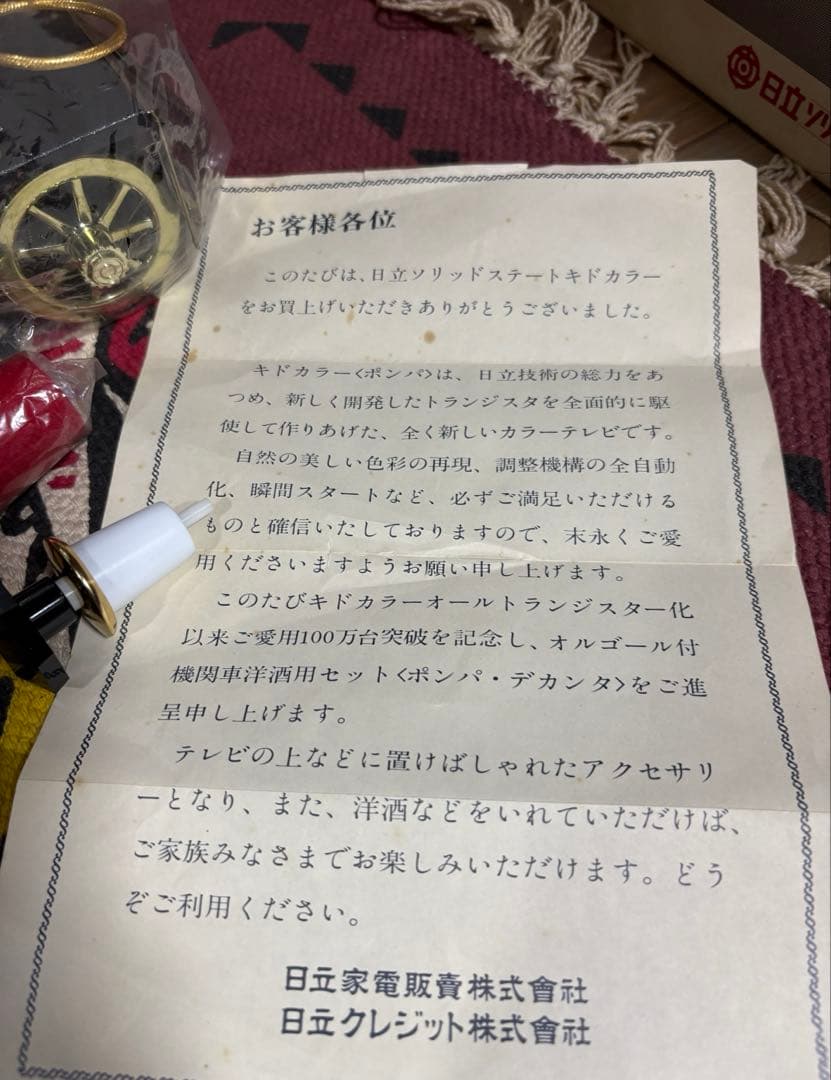 日立ソリ
お客様各位
このたびは、日立ソリッドステートキドカラー
をお買上げいただきありがとうございました。
キドカラー〈ポンパ〉は、日立技術の総力をあ
つめ、新しく開発したトランジスタを全面的に駆
使して作りあげた、全く新しいカラーテレビです。
自然の美しい色彩の再現、調整機構の全自動
化、瞬間スタートなど、必ずご満足いただける
ものと確信いたしておりますので、末永くご愛
用くださいますようお願い申し上げます。
このたびキドカラーオールトランジスター化
以来ご愛用100万台突破を記念し、オルゴール付
機関車洋酒用セット〈ポンパ・デカンタ〉をご進
呈申し上げます。
テレビの上などに置けばしゃれたアクセサリ
ーとなり、また、洋酒などをいれていただけば、
ご家族みなさまでお楽しみいただけます。どう
ぞご利用ください。
日立家電販賣株式會社
日立クレジット株式會社